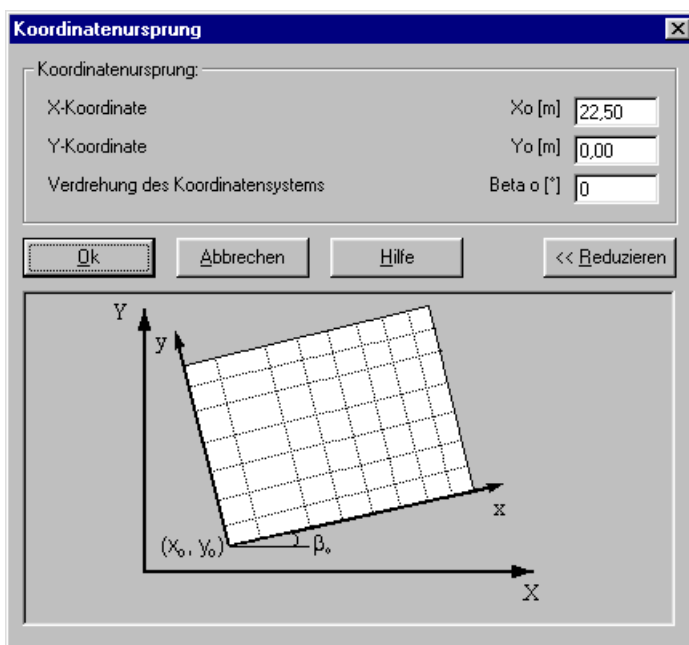 Koordinatenursprung
Koordinatenursprung:
X-Koordinate Xo [m] 22,50
Y-Koordinate Yo [m] 0,00
Verdrehung des Koordinatensystems Beta o [°] 0
Ok Abbrechen Hilfe << Reduzieren
Y
y
x
(x₀, y₀) β₀
X